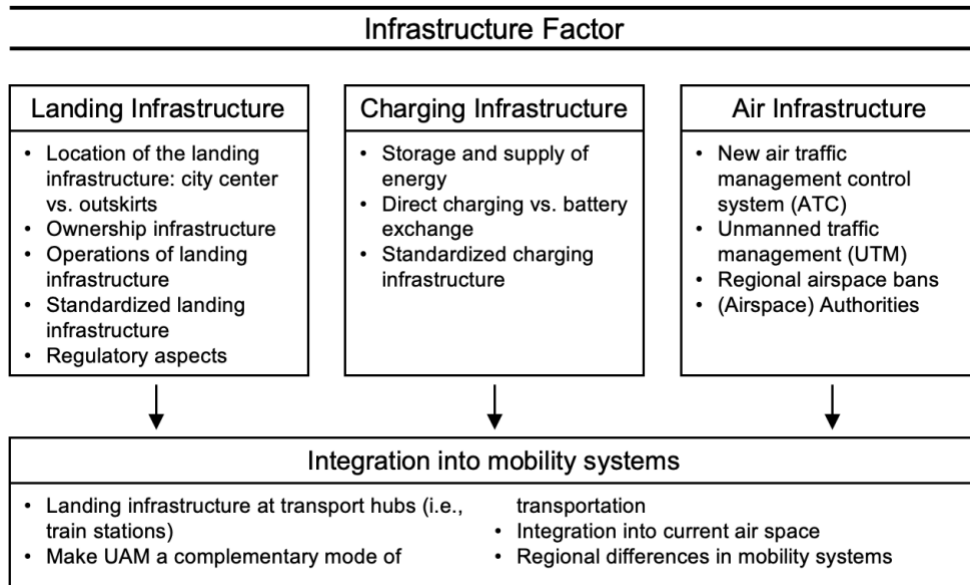 Infrastructure Factor
Landing Infrastructure
• Location of the landing
infrastructure: city center
vs. outskirts
• Ownership infrastructure
• Operations of landing
infrastructure
• Standardized landing
infrastructure
• Regulatory aspects
Charging Infrastructure
• Storage and supply of
energy
• Direct charging vs. battery
exchange
• Standardized charging
infrastructure
Air Infrastructure
• New air traffic
management control
system (ATC)
• Unmanned traffic
management (UTM)
• Regional airspace bans
• (Airspace) Authorities
Integration into mobility systems
• Landing infrastructure at transport hubs (i.e.,
train stations)
• Make UAM a complementary mode of
transportation
• Integration into current air space
• Regional differences in mobility systems